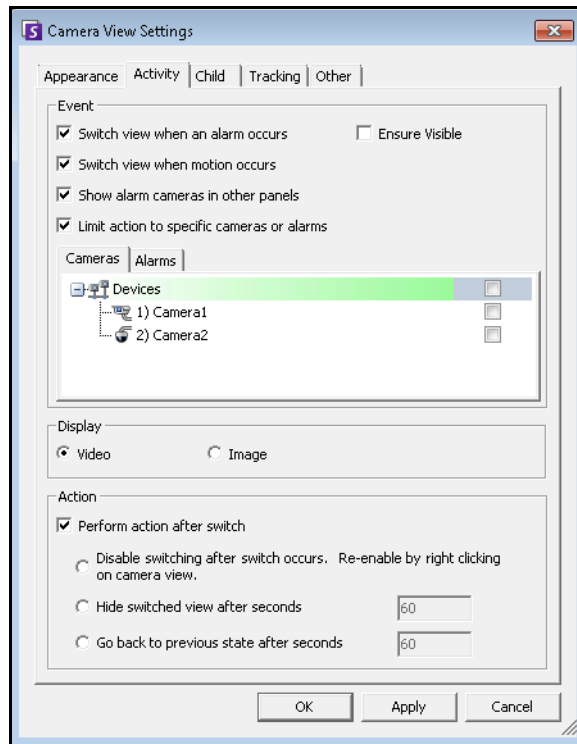 Camera View Settings
Appearance Activity Child Tracking Other
Event
Switch view when an alarm occurs Ensure Visible
Switch view when motion occurs
Show alarm cameras in other panels
Limit action to specific cameras or alarms
Cameras Alarms
Devices
1) Camera1
2) Camera2
Display
Video Image
Action
Perform action after switch
Disable switching after switch occurs. Re-enable by right clicking
on camera view.
Hide switched view after seconds 60
Go back to previous state after seconds 60
OK Apply Cancel